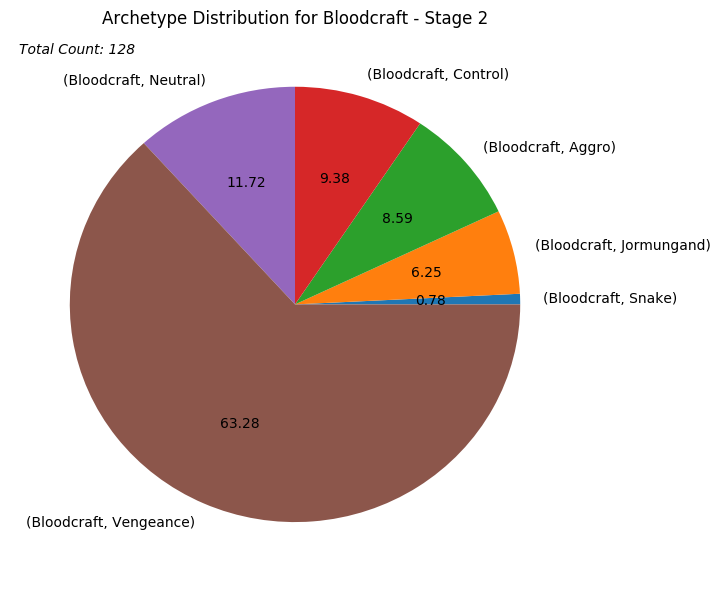 Archetype Distribution for Bloodcraft - Stage 2
Total Count: 128
(Bloodcraft, Control)
(Bloodcraft, Neutral)
(Bloodcraft, Aggro)
9.38
11.72
8.59
(Bloodcraft, Jormungand)
6.25
(Bloodcraft, Snake)
0.78
63.28
(Bloodcraft, Vengeance)